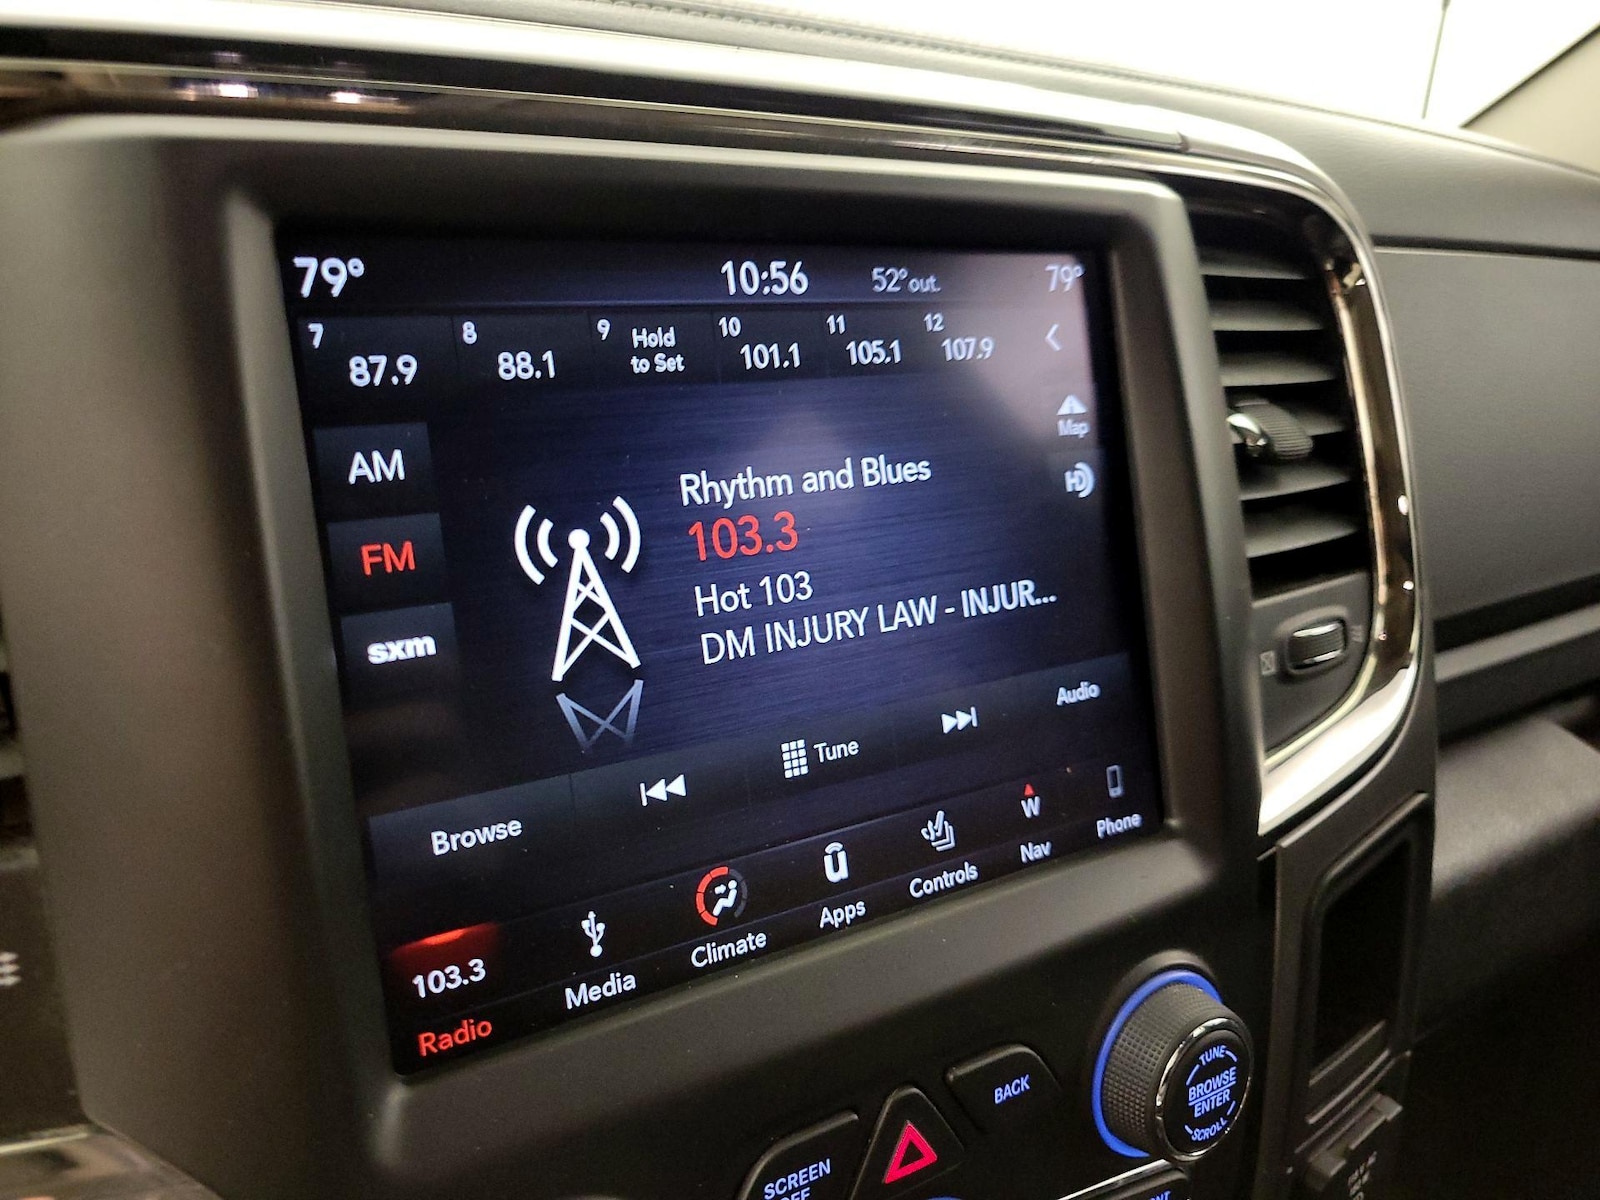 79° 10:56 52° out. 79°
7 8 9 Hold 10 11 12
87.9 88.1 to Set 101.1 105.1 107.9
Map
AM
Rhythm and Blues
HD
FM
103.3
Hot 103
sxm
DM INJURY LAW - INJUR...
Browse
Tune
Audio
103.3
Radio
Media
Climate
Apps
Controls
W
Nav
Phone
SCREEN
OFF
BACK
TUNE
BROWSE
ENTER
SCROLL